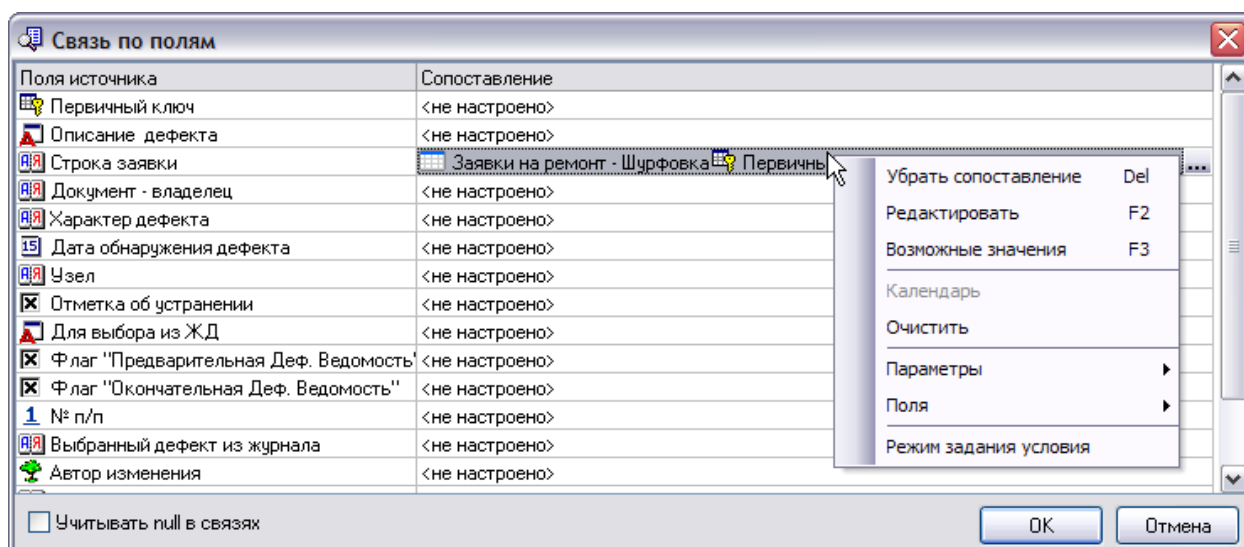 Связь по полям
Поля источника Сопоставление
Первичный ключ <не настроено>
Описание дефекта <не настроено>
Строка заявки Заявки на ремонт - Шурфовка Первичны ...
Документ - владелец <не настроено>
Характер дефекта <не настроено>
15 Дата обнаружения дефекта <не настроено>
Узел <не настроено>
Отметка об устранении <не настроено>
Для выбора из ЖД <не настроено>
Флаг "Предварительная Деф. Ведомость" <не настроено>
Флаг "Окончательная Деф. Ведомость" <не настроено>
1 № п/п <не настроено>
Выбранный дефект из журнала <не настроено>
Автор изменения <не настроено>
Убрать сопоставление Del
Редактировать F2
Возможные значения F3
Календарь
Очистить
Параметры
Поля
Режим задания условия
Учитывать null в связях OK Отмена